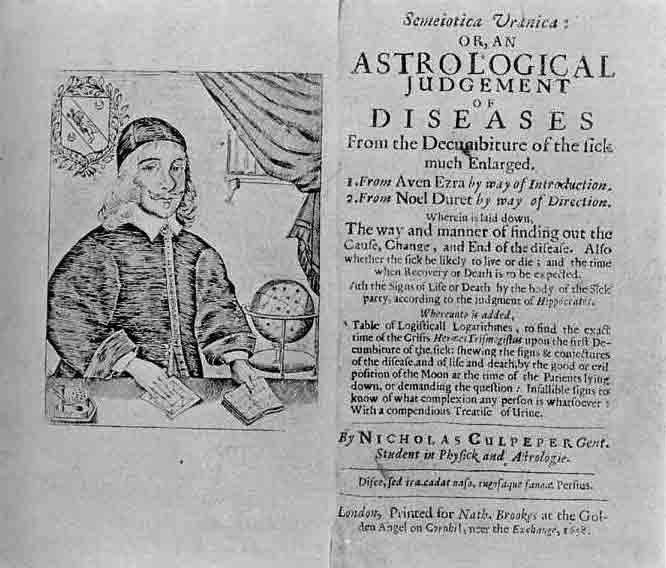 Semeiotica Uranica:
OR, AN
ASTROLOGICAL
JUDGEMENT
OF
DISEASES
From the Decumbiture of the sick
much Enlarged.
1. From Aven Ezra by way of Introduction.
2. From Noel Duret by way of Direction.
Wherein is laid down,
The way and manner of finding out the
Cause, Change, and End of the disease. Also
whether the sick be likely to live or die; and the time
when Recovery or Death is to be expected.
With the Signs of Life or Death by the body of the Sick
party, according to the judgment of Hippocrates.
Whereunto is added,
Table of Logisticall Logarithmes, to find the exact
time of the Crisis Hermes Trismegistus upon the first De-
cumbiture of the sick: shewing the signs & conjectures
of the disease, and of life and death, by the good or evil
position of the Moon at the time of the Patients lying
down, or demanding the question: Infallible signs to
know of what complexion any person is whatsoever:
With a compendious Treatise of Urine.
By NICHOLAS CULPEPER Gent.
Student in Physick and Astrologie.
Disce, sed ira cadat naso, rugosaque sanna. Persius.
London, Printed for Nath. Brookes at the Gol-
den Angel on Cornhil, neer the Exchange, 1658.